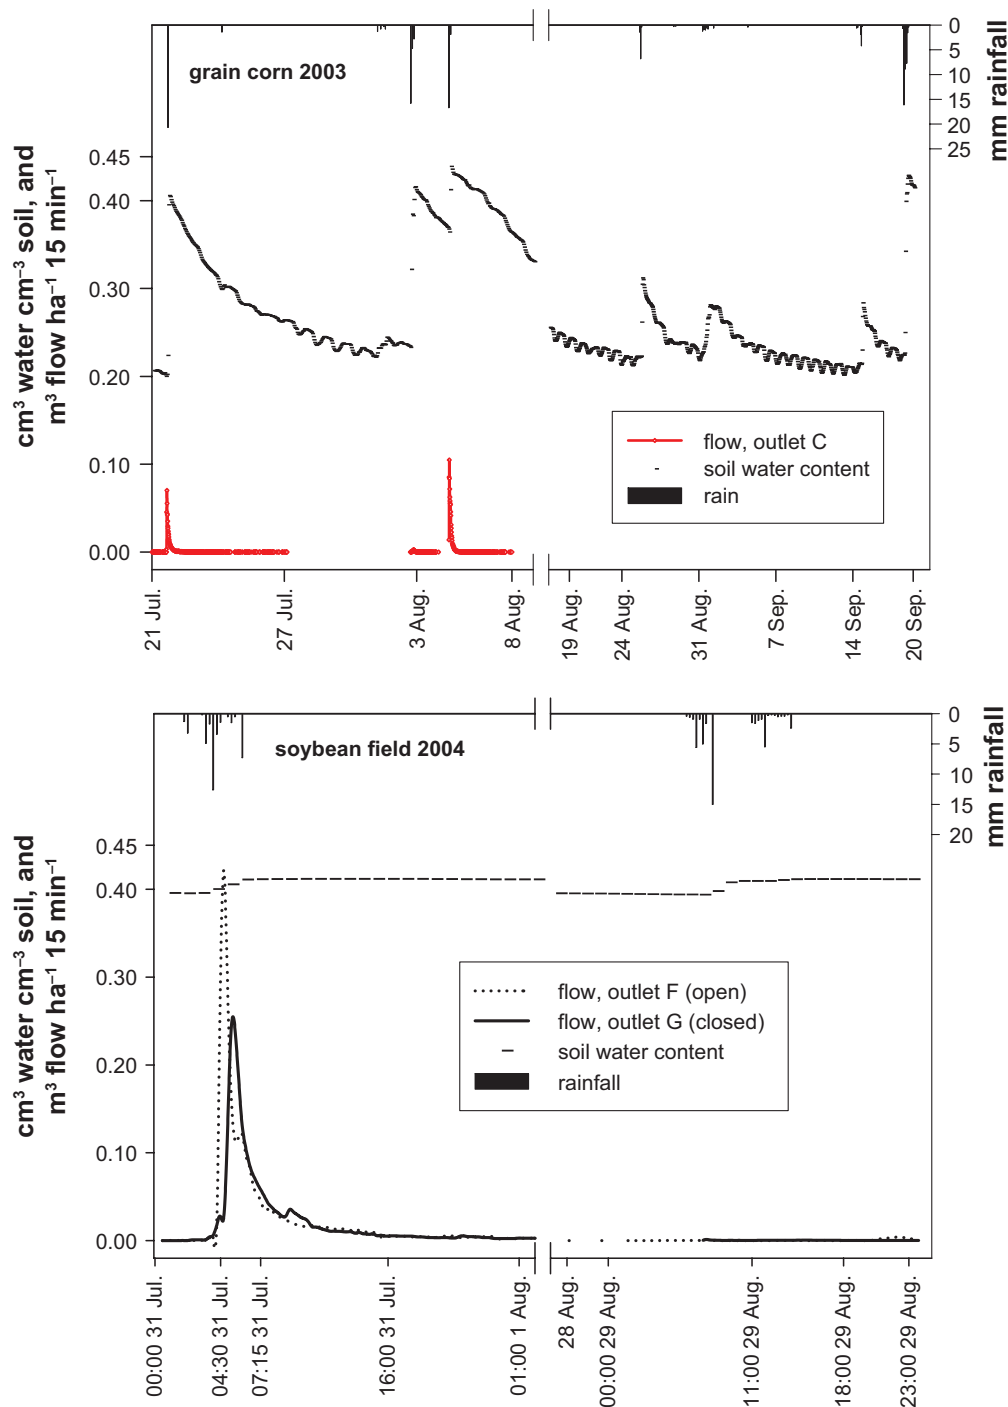 grain corn 2003
0
5
10
15
20
25
mm rainfall
cm³ water cm⁻³ soil, and
m³ flow ha⁻¹ 15 min⁻¹
0.45
0.40
0.30
0.20
0.10
0.00
flow, outlet C
soil water content
rain
21 Jul.
27 Jul.
3 Aug.
8 Aug.
19 Aug.
24 Aug.
31 Aug.
7 Sep.
14 Sep.
20 Sep.
soybean field 2004
0
5
10
15
20
mm rainfall
cm³ water cm⁻³ soil, and
m³ flow ha⁻¹ 15 min⁻¹
0.45
0.40
0.30
0.20
0.10
0.00
flow, outlet F (open)
flow, outlet G (closed)
soil water content
rainfall
00:00 31 Jul.
04:30 31 Jul.
07:15 31 Jul.
16:00 31 Jul.
01:00 1 Aug.
28 Aug.
00:00 29 Aug.
11:00 29 Aug.
18:00 29 Aug.
23:00 29 Aug.